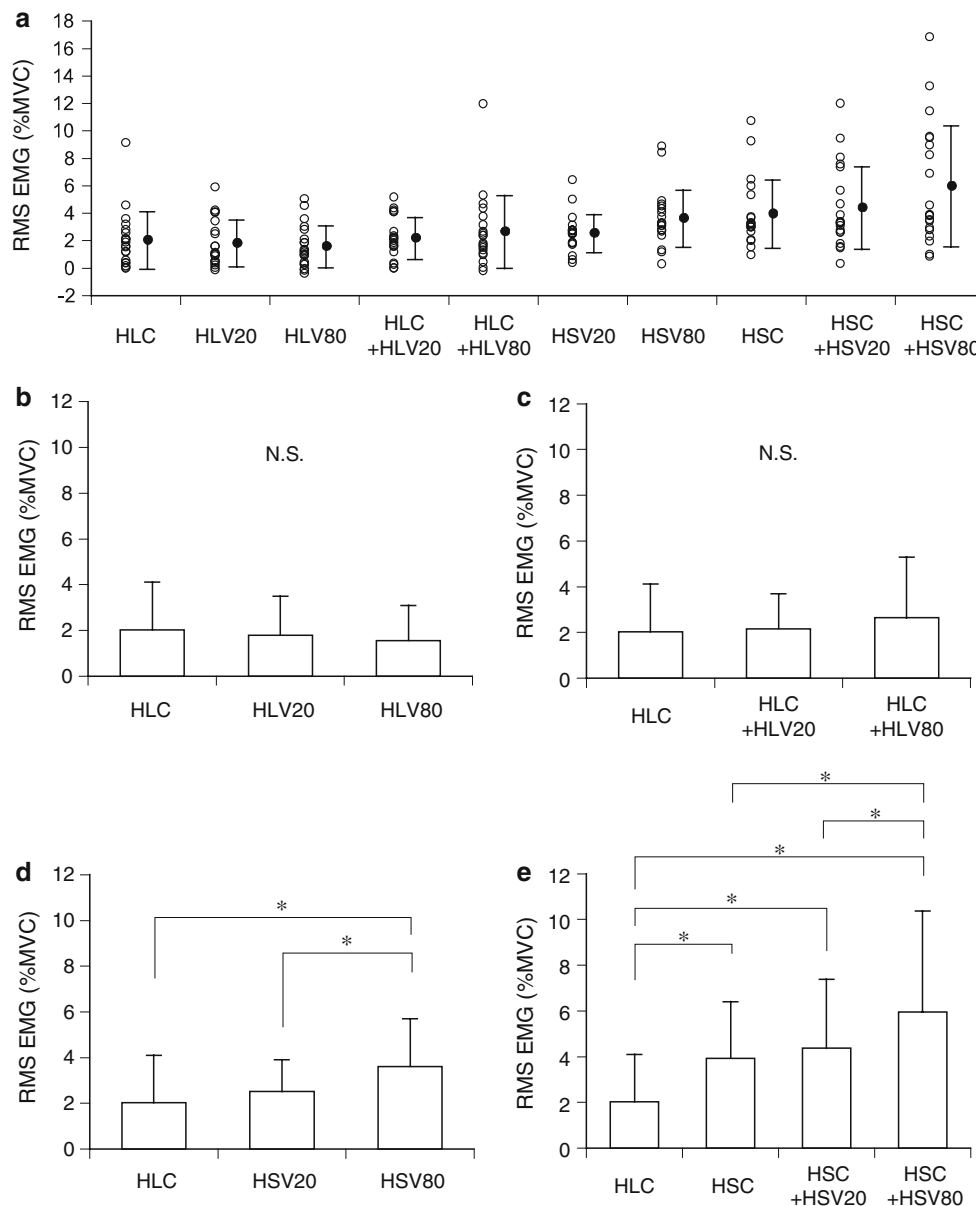 a
RMS EMG (%MVC)
18
16
14
12
10
8
6
4
2
0
-2
HLC
HLV20
HLV80
HLC
+HLV20
HLC
+HLV80
HSV20
HSV80
HSC
HSC
+HSV20
HSC
+HSV80
b
RMS EMG (%MVC)
12
10
8
6
4
2
0
N.S.
HLC
HLV20
HLV80
c
RMS EMG (%MVC)
12
10
8
6
4
2
0
N.S.
HLC
HLC
+HLV20
HLC
+HLV80
d
RMS EMG (%MVC)
12
10
8
6
4
2
0
*
*
HLC
HSV20
HSV80
e
RMS EMG (%MVC)
12
10
8
6
4
2
0
*
*
*
*
*
HLC
HSC
HSC
+HSV20
HSC
+HSV80